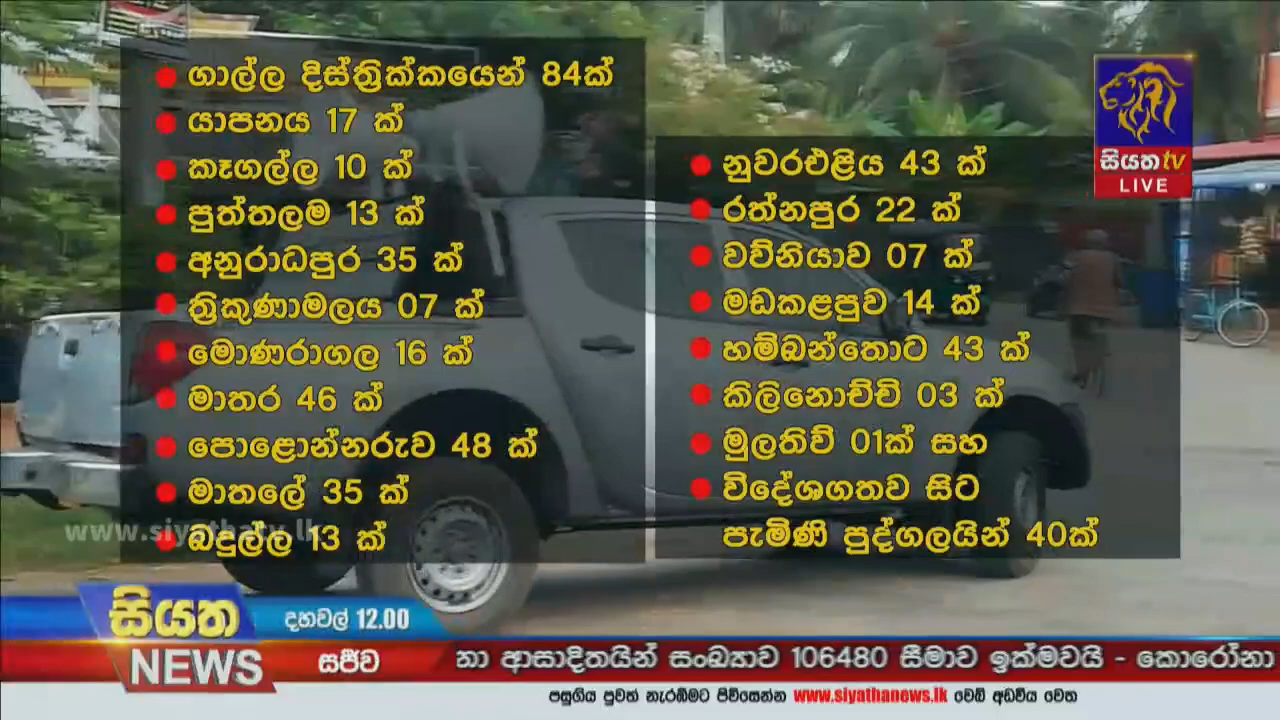 ගාල්ල දිස්ත්‍රික්කයෙන් 84ක්
යාපනය 17 ක්
කෑගල්ල 10 ක්
පුත්තලම 13 ක්
අනුරාධපුර 35 ක්
ත්‍රිකුණාමලය 07 ක්
මොණරාගල 16 ක්
මාතර 46 ක්
පොළොන්නරුව 48 ක්
මාතලේ 35 ක්
බදුල්ල 13 ක්
නුවරඑළිය 43 ක්
රත්නපුර 22 ක්
වව්නියාව 07 ක්
මඩකළපුව 14 ක්
හම්බන්තොට 43 ක්
කිලිනොච්චි 03 ක්
මුලතිව් 01ක් සහ
විදේශගතව සිට
පැමිණි පුද්ගලයින් 40ක්
සියත tv
LIVE
www.siyathatv.lk
සියත
දහවල් 12.00
NEWS
සජීව
නා ආසාදිතයින් සංඛ්‍යාව 106480 සීමාව ඉක්මවයි - කොරෝනා
පසුගිය පුවත් නැරඹීමට පිවිසෙන්න www.siyathanews.lk වෙබ් අඩවිය වෙත